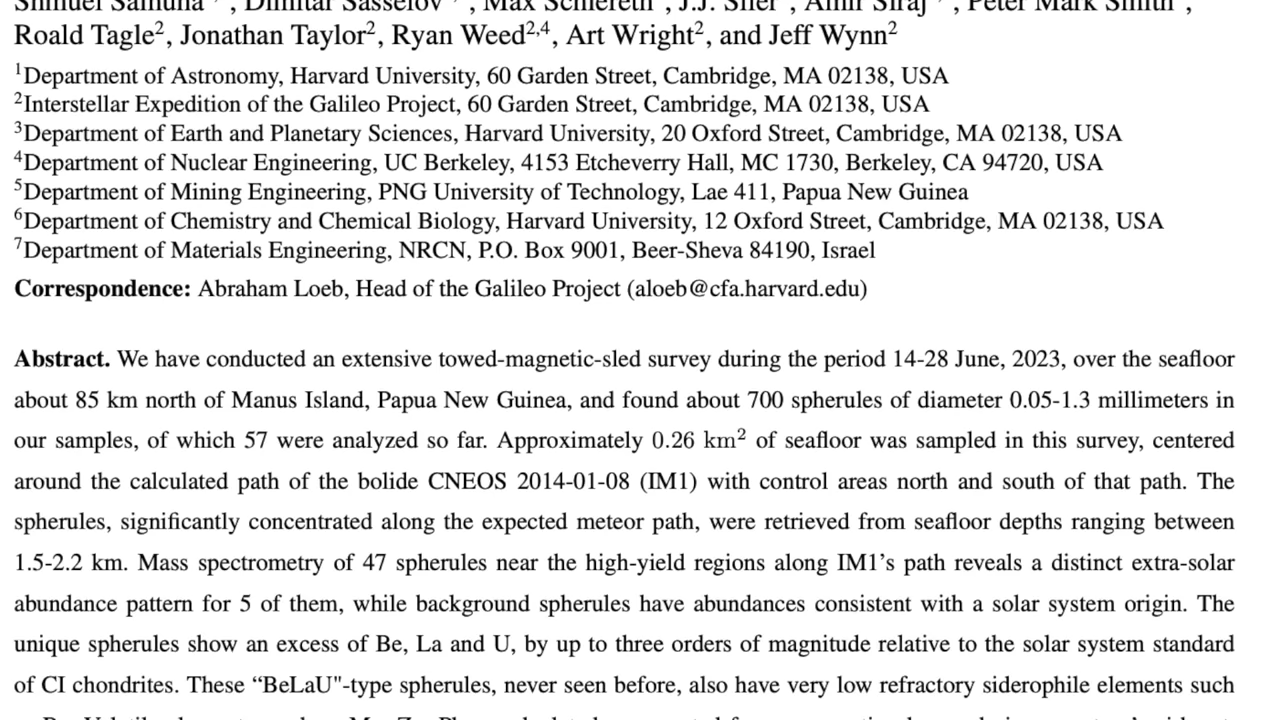 Shmuel Samuha, Dimitar Sasselov, Max Schiereth, J.J. Siler, Amir Siraj, Peter Mark Smith,
Roald Tagle², Jonathan Taylor², Ryan Weed²,⁴, Art Wright², and Jeff Wynn²
¹Department of Astronomy, Harvard University, 60 Garden Street, Cambridge, MA 02138, USA
²Interstellar Expedition of the Galileo Project, 60 Garden Street, Cambridge, MA 02138, USA
³Department of Earth and Planetary Sciences, Harvard University, 20 Oxford Street, Cambridge, MA 02138, USA
⁴Department of Nuclear Engineering, UC Berkeley, 4153 Etcheverry Hall, MC 1730, Berkeley, CA 94720, USA
⁵Department of Mining Engineering, PNG University of Technology, Lae 411, Papua New Guinea
⁶Department of Chemistry and Chemical Biology, Harvard University, 12 Oxford Street, Cambridge, MA 02138, USA
⁷Department of Materials Engineering, NRCN, P.O. Box 9001, Beer-Sheva 84190, Israel
Correspondence: Abraham Loeb, Head of the Galileo Project (aloeb@cfa.harvard.edu)
Abstract. We have conducted an extensive towed-magnetic-sled survey during the period 14-28 June, 2023, over the seafloor
about 85 km north of Manus Island, Papua New Guinea, and found about 700 spherules of diameter 0.05-1.3 millimeters in
our samples, of which 57 were analyzed so far. Approximately 0.26 km² of seafloor was sampled in this survey, centered
around the calculated path of the bolide CNEOS 2014-01-08 (IM1) with control areas north and south of that path. The
spherules, significantly concentrated along the expected meteor path, were retrieved from seafloor depths ranging between
1.5-2.2 km. Mass spectrometry of 47 spherules near the high-yield regions along IM1's path reveals a distinct extra-solar
abundance pattern for 5 of them, while background spherules have abundances consistent with a solar system origin. The
unique spherules show an excess of Be, La and U, by up to three orders of magnitude relative to the solar system standard
of CI chondrites. These “BeLaU"-type spherules, never seen before, also have very low refractory siderophile elements such